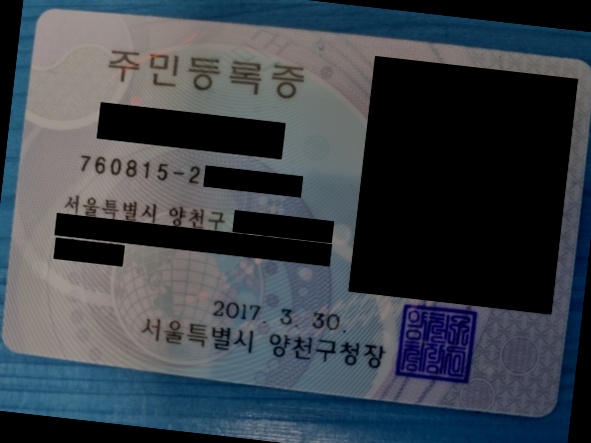 주민등록증
760815-2
서울특별시 양천구
2017. 3. 30.
서울특별시 양천구청장